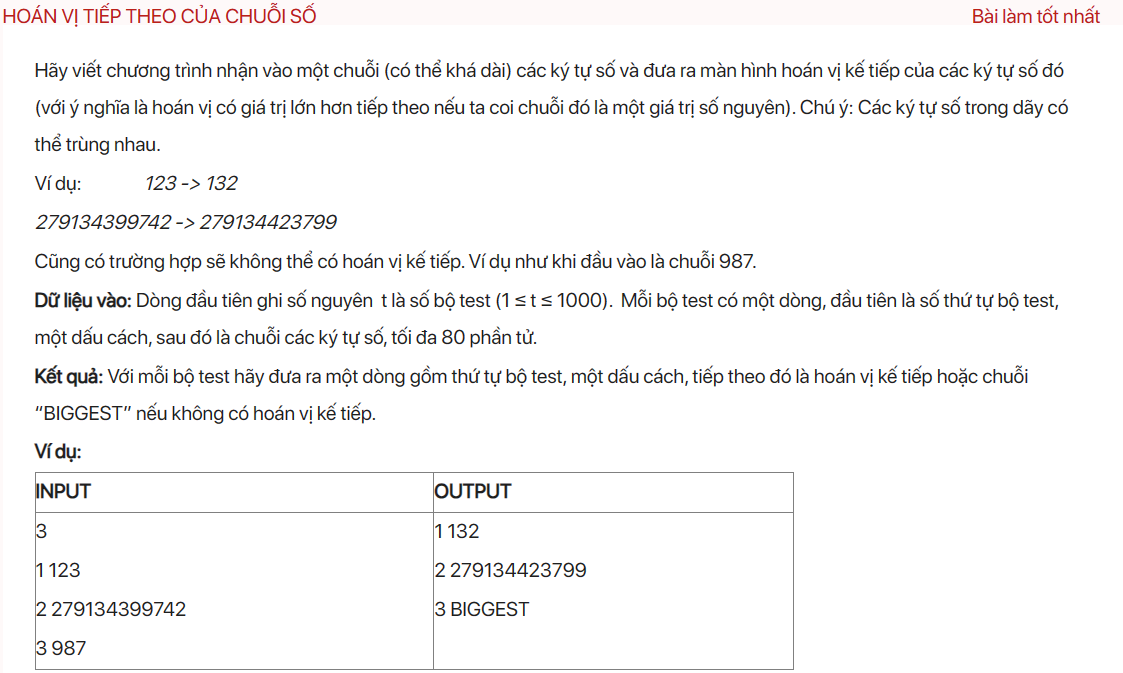 HOÁN VỊ TIẾP THEO CỦA CHUỖI SỐ Bài làm tốt nhất
Hãy viết chương trình nhận vào một chuỗi (có thể khá dài) các ký tự số và đưa ra màn hình hoán vị kế tiếp của các ký tự số đó
(với ý nghĩa là hoán vị có giá trị lớn hơn tiếp theo nếu ta coi chuỗi đó là một giá trị số nguyên). Chú ý: Các ký tự số trong dãy có
thể trùng nhau.
Ví dụ: 123 -> 132
279134399742 -> 279134423799
Cũng có trường hợp sẽ không thể có hoán vị kế tiếp. Ví dụ như khi đầu vào là chuỗi 987.
Dữ liệu vào: Dòng đầu tiên ghi số nguyên t là số bộ test (1 ≤ t ≤ 1000). Mỗi bộ test có một dòng, đầu tiên là số thứ tự bộ test,
một dấu cách, sau đó là chuỗi các ký tự số, tối đa 80 phần tử.
Kết quả: Với mỗi bộ test hãy đưa ra một dòng gồm thứ tự bộ test, một dấu cách, tiếp theo đó là hoán vị kế tiếp hoặc chuỗi
“BIGGEST” nếu không có hoán vị kế tiếp.
Ví dụ:
INPUT OUTPUT
3 1 132
1 123 2 279134423799
2 279134399742 3 BIGGEST
3 987